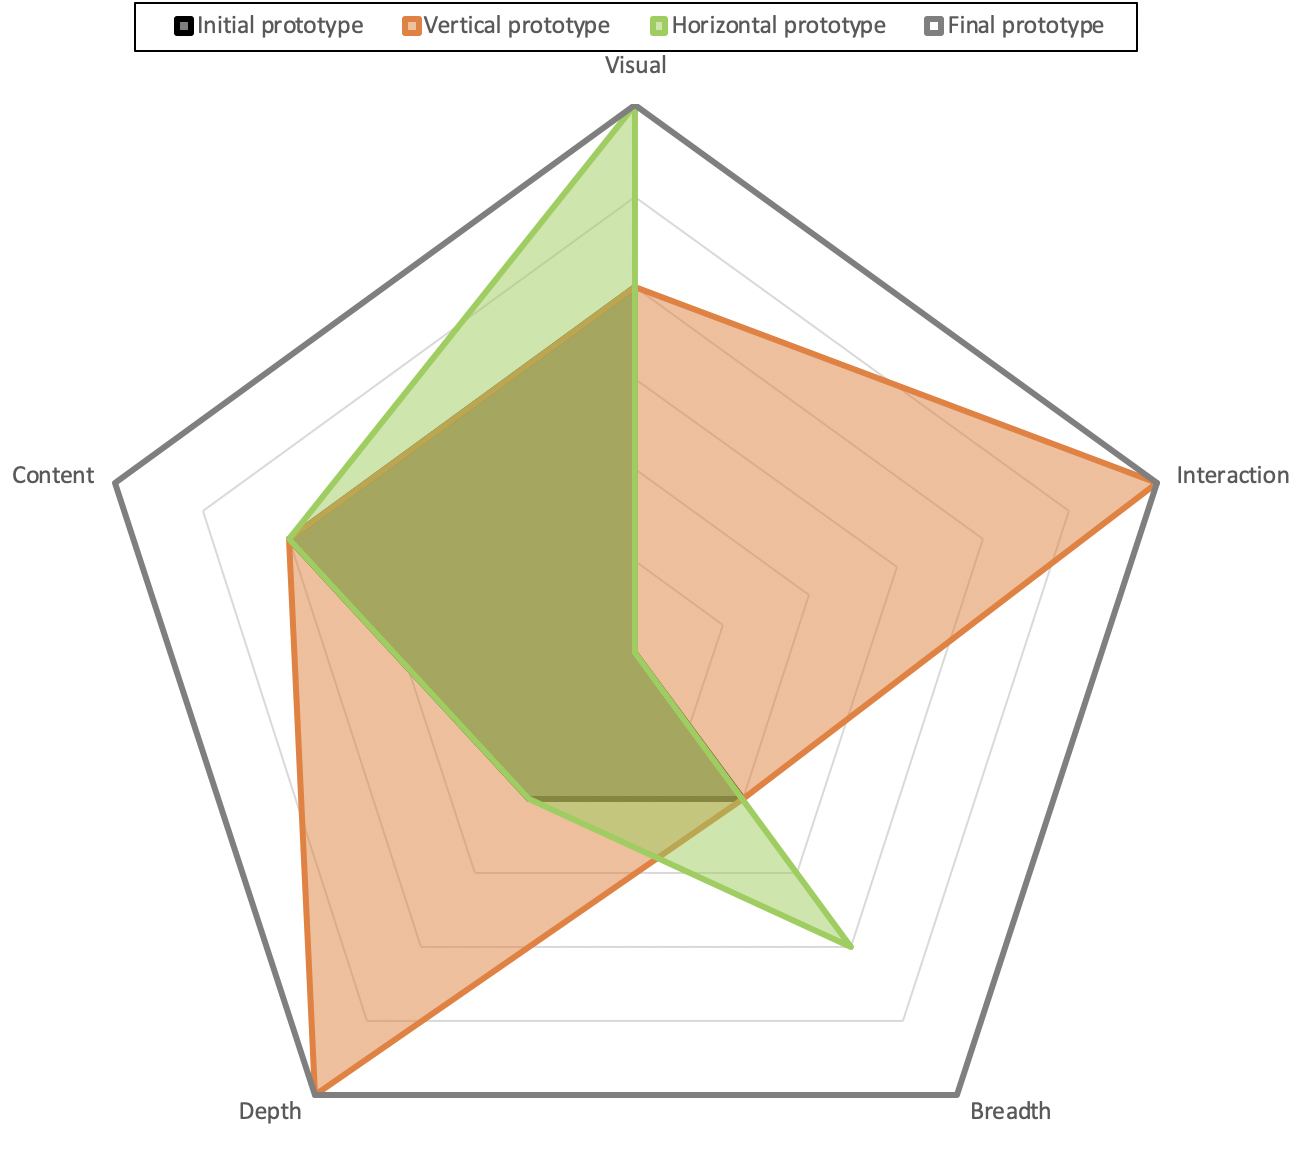 Initial prototype Vertical prototype Horizontal prototype Final prototype
Visual
Content
Interaction
Depth
Breadth